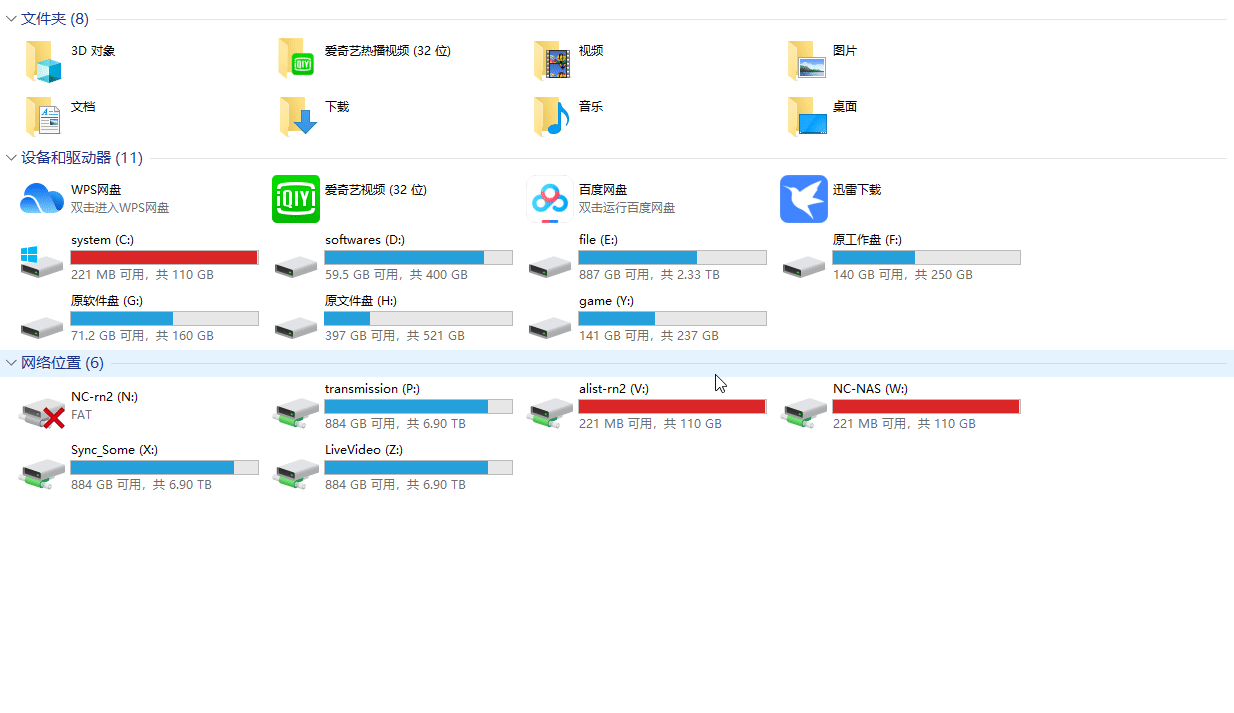 文件夹 (8)
3D 对象
爱奇艺热播视频 (32 位)
视频
图片
文档
下载
音乐
桌面
设备和驱动器 (11)
WPS网盘
双击进入WPS网盘
爱奇艺视频 (32 位)
百度网盘
双击运行百度网盘
迅雷下载
system (C:)
221 MB 可用，共 110 GB
softwares (D:)
59.5 GB 可用，共 400 GB
file (E:)
887 GB 可用，共 2.33 TB
原工作盘 (F:)
140 GB 可用，共 250 GB
原软件盘 (G:)
71.2 GB 可用，共 160 GB
原文件盘 (H:)
397 GB 可用，共 521 GB
game (Y:)
141 GB 可用，共 237 GB
网络位置 (6)
NC-rn2 (N:)
FAT
transmission (P:)
884 GB 可用，共 6.90 TB
alist-rn2 (V:)
221 MB 可用，共 110 GB
NC-NAS (W:)
221 MB 可用，共 110 GB
Sync_Some (X:)
884 GB 可用，共 6.90 TB
LiveVideo (Z:)
884 GB 可用，共 6.90 TB